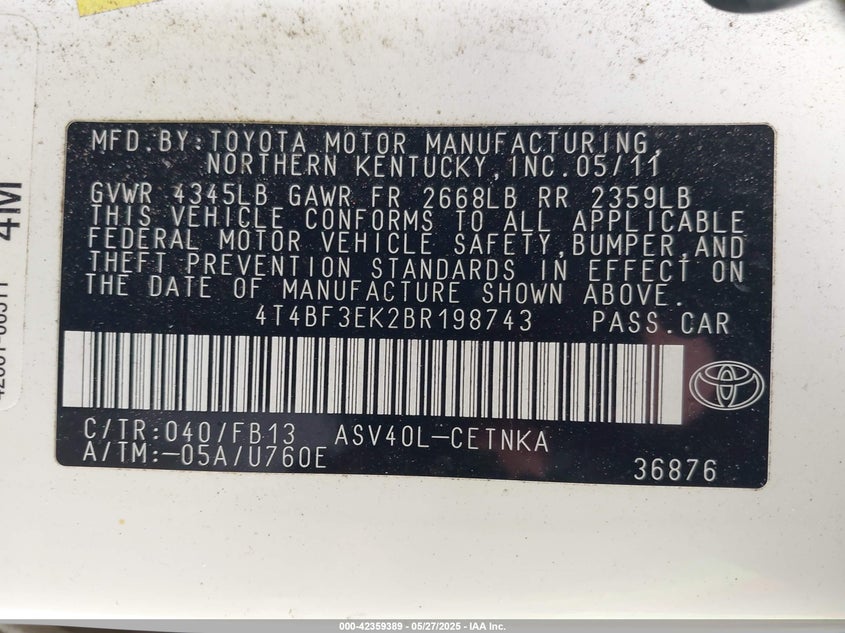 MFD.BY:TOYOTA MOTOR MANUFACTURING,
NORTHERN KENTUCKY,INC.05/11
GVWR 4345LB GAWR FR 2668LB RR 2359LB
THIS VEHICLE CONFORMS TO ALL APPLICABLE
FEDERAL MOTOR VEHICLE SAFETY,BUMPER,AND
THEFT PREVENTION STANDARDS IN EFFECT ON
THE DATE OF MANUFACTURE SHOWN ABOVE.
4T4BF3EK2BR198743 PASS.CAR
C/TR:040/FB13 ASV40L-CETNKA
A/TM:-05A/U760E 36876
4M
000-42359389 - 05/27/2025 - IAA Inc.